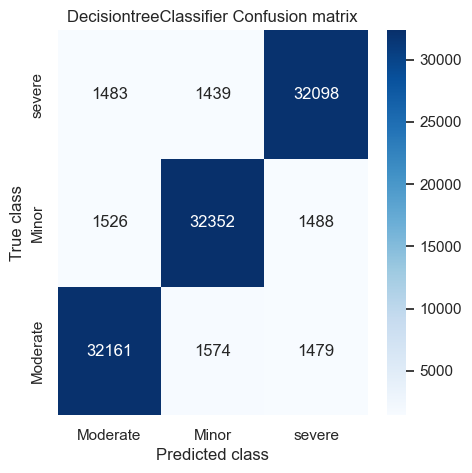 DecisiontreeClassifier Confusion matrix
True class
severe
1483 1439 32098
Minor
1526 32352 1488
Moderate
32161 1574 1479
Moderate Minor severe
Predicted class
30000
25000
20000
15000
10000
5000